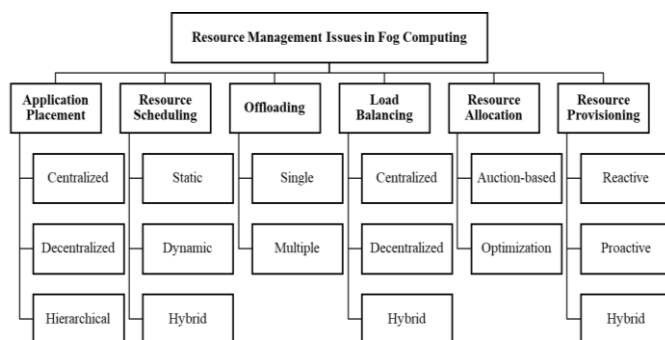 Resource Management Issues in Fog Computing
Application
Placement
Resource
Scheduling
Offloading
Load
Balancing
Resource
Allocation
Resource
Provisioning
Centralized
Static
Single
Centralized
Auction-based
Reactive
Decentralized
Dynamic
Multiple
Decentralized
Optimization
Proactive
Hierarchical
Hybrid
Hybrid
Hybrid